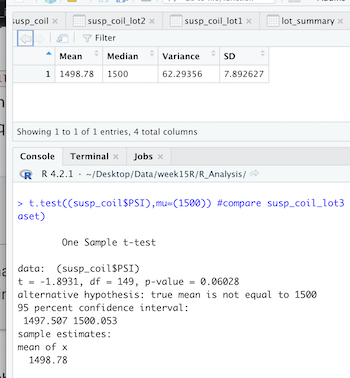 susp_coil susp_coil_lot2 susp_coil_lot1 lot_summary
Filter
Mean Median Variance SD
1 1498.78 1500 62.29356 7.892627
Showing 1 to 1 of 1 entries, 4 total columns
Console Terminal Jobs
R 4.2.1 · ~/Desktop/Data/week15R/R_Analysis/
> t.test((susp_coil$PSI),mu=(1500)) #compare susp_coil_lot3
aset)
One Sample t-test
data: (susp_coil$PSI)
t = -1.8931, df = 149, p-value = 0.06028
alternative hypothesis: true mean is not equal to 1500
95 percent confidence interval:
1497.507 1500.053
sample estimates:
mean of x
1498.78